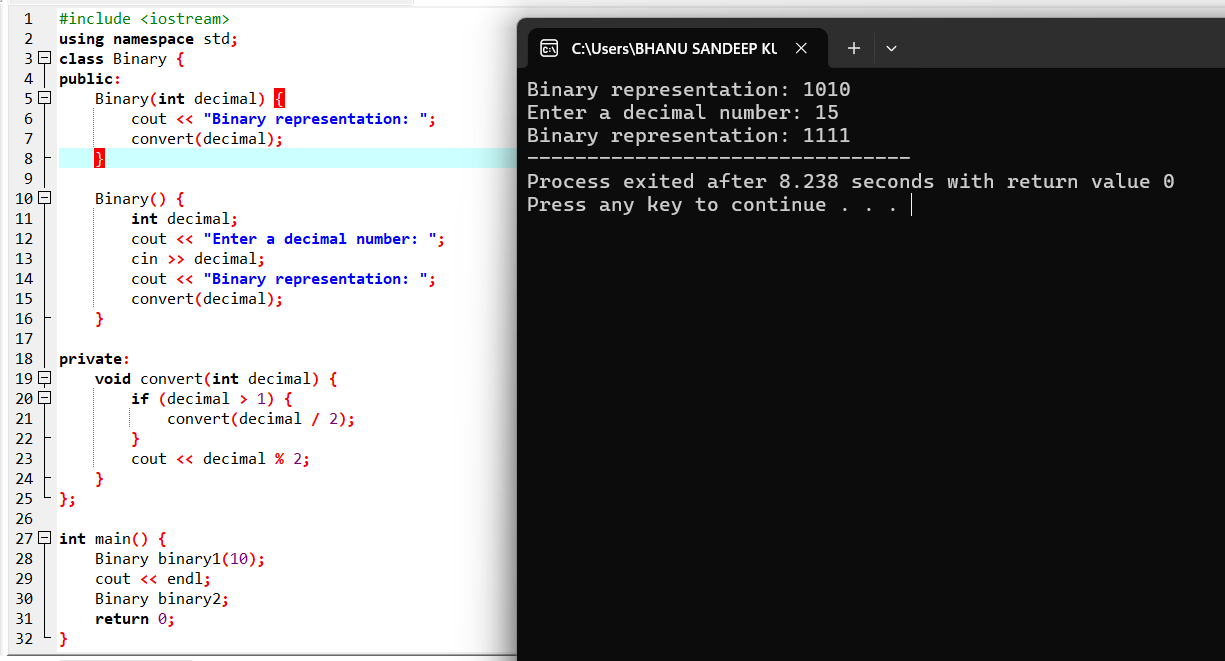 1 #include <iostream>
2 using namespace std;
3 class Binary {
4 public:
5     Binary(int decimal) {
6         cout << "Binary representation: ";
7         convert(decimal);
8     }
9
10     Binary() {
11         int decimal;
12         cout << "Enter a decimal number: ";
13         cin >> decimal;
14         cout << "Binary representation: ";
15         convert(decimal);
16     }
17
18 private:
19     void convert(int decimal) {
20         if (decimal > 1) {
21             convert(decimal / 2);
22         }
23         cout << decimal % 2;
24     }
25 };
26
27 int main() {
28     Binary binary1(10);
29     cout << endl;
30     Binary binary2;
31     return 0;
32 }
C:\Users\BHANU SANDEEP
Binary representation: 1010
Enter a decimal number: 15
Binary representation: 1111
--------------------------------
Process exited after 8.238 seconds with return value 0
Press any key to continue . . .